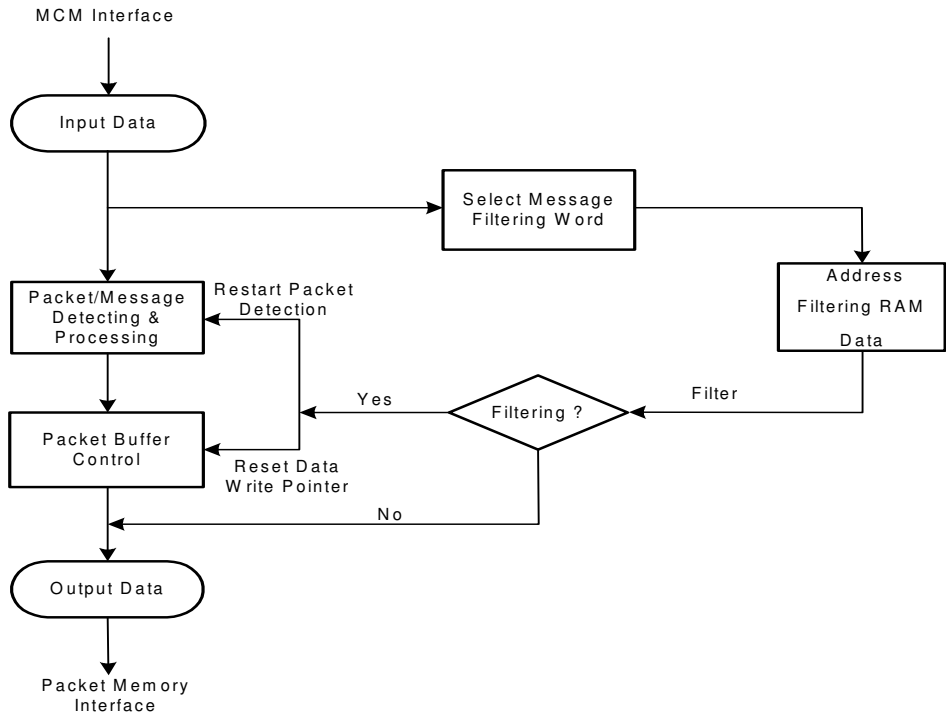 MCM Interface
Input Data
Select Message
Filtering Word
Address
Filtering RAM
Data
Packet/Message
Detecting &
Processing
Restart Packet
Detection
Yes
Filtering ?
Filter
Packet Buffer
Control
Reset Data
Write Pointer
No
Output Data
Packet Memory
Interface